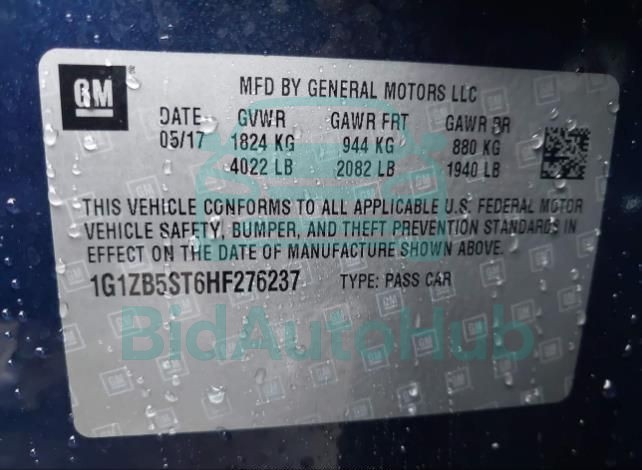 GM
MFD BY GENERAL MOTORS LLC
DATE GVWR GAWR FRT GAWR RR
05/17 1824 KG 944 KG 880 KG
4022 LB 2082 LB 1940 LB
THIS VEHICLE CONFORMS TO ALL APPLICABLE U.S. FEDERAL MOTOR
VEHICLE SAFETY, BUMPER, AND THEFT PREVENTION STANDARDS IN
EFFECT ON THE DATE OF MANUFACTURE SHOWN ABOVE.
1G1ZB5ST6HF276237 TYPE: PASS CAR
BidAutoHub